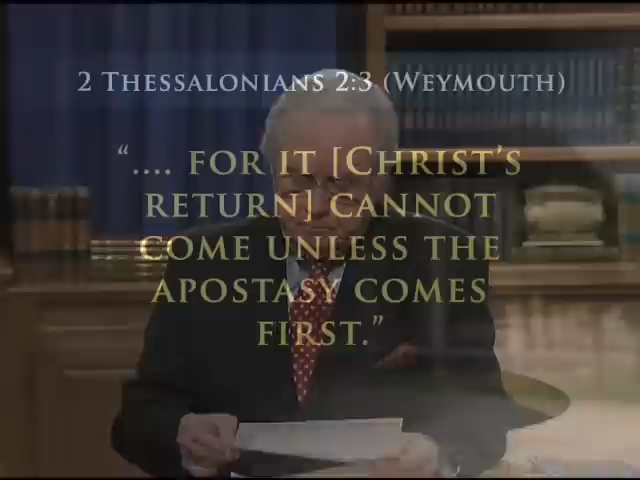 2 Thessalonians 2:3 (Weymouth)
“.... for it [Christ’s
return] cannot
come unless the
apostasy comes
first.”